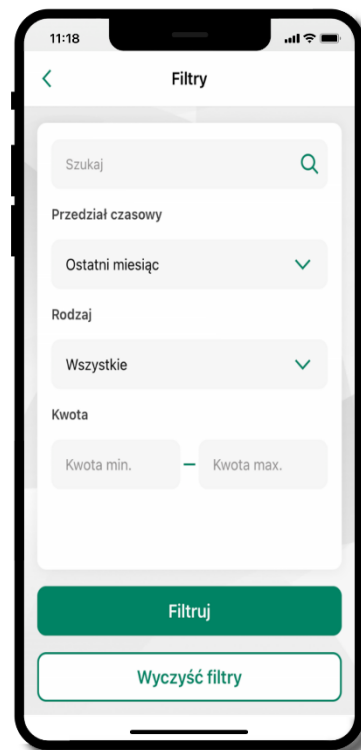 11:18
Filtry
Szukaj
Przedział czasowy
Ostatni miesiąc
Rodzaj
Wszystkie
Kwota
Kwota min. – Kwota max.
Filtruj
Wyczyść filtry